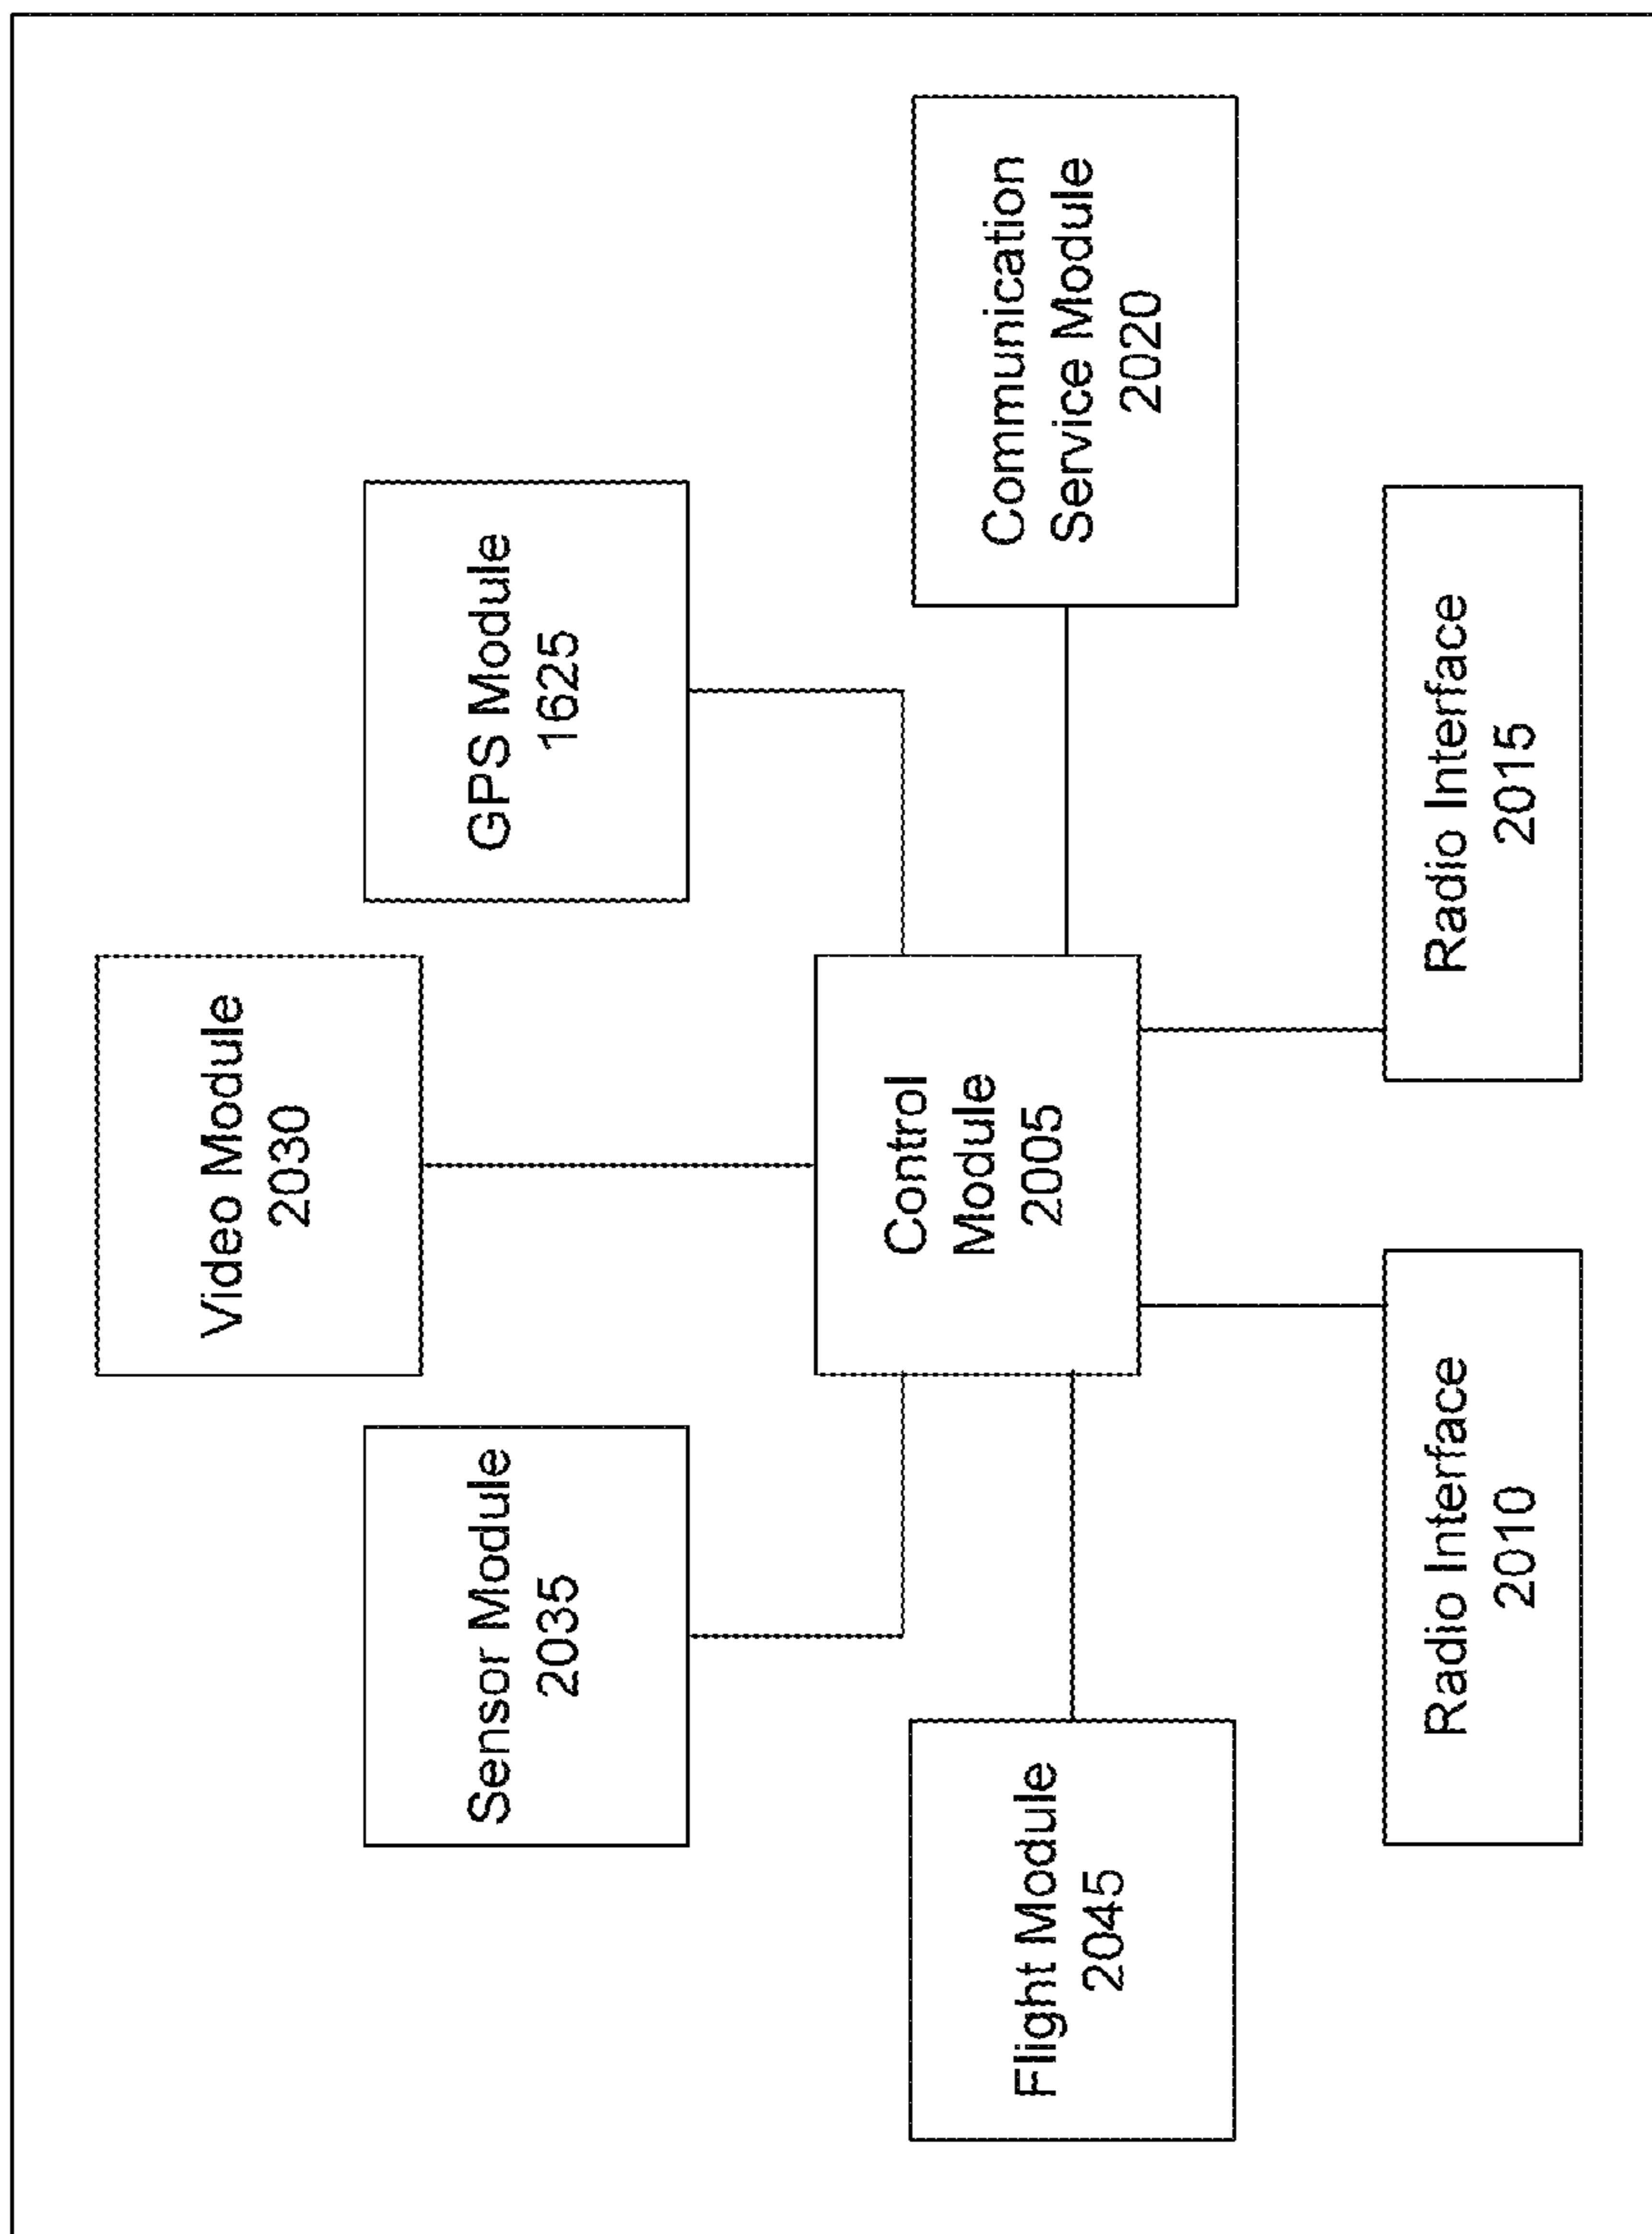 Video Module
2030
Sensor Module
2035
GPS Module
1625
Control
Module
2005
Flight Module
2045
Communication
Service Module
2020
Radio Interface
2010
Radio Interface
2015